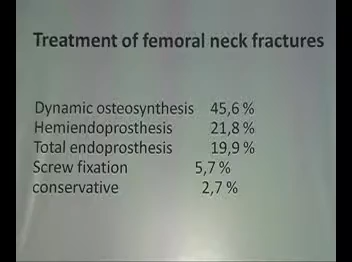 Treatment of femoral neck fractures
Dynamic osteosynthesis 45,6 %
Hemiendoprosthesis 21,8 %
Total endoprosthesis 19,9 %
Screw fixation 5,7 %
conservative 2,7 %